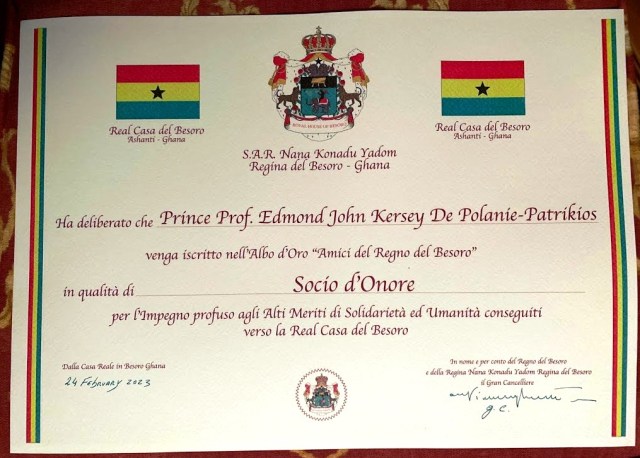 ROYAL HOUSE OF BESORO
Real Casa del Besoro
Ashanti - Ghana
Real Casa del Besoro
Ashanti - Ghana
S.A.R. Nana Konadu Yadom
Regina del Besoro - Ghana
Ha deliberato che Prince Prof. Edmond John Kersey De Polanie-Patrikios
venga iscritto nell'Albo d'Oro "Amici del Regno del Besoro"
in qualità di Socio d'Onore
per l'Impegno profuso agli Alti Meriti di Solidarietà ed Umanità conseguiti
verso la Real Casa del Besoro
Dalla Casa Reale in Besoro Ghana
24 February 2023
In nome e per conto del Regno del Besoro
e della Regina Nana Konadu Yadom Regina del Besoro
il Gran Cancelliere
g.c.